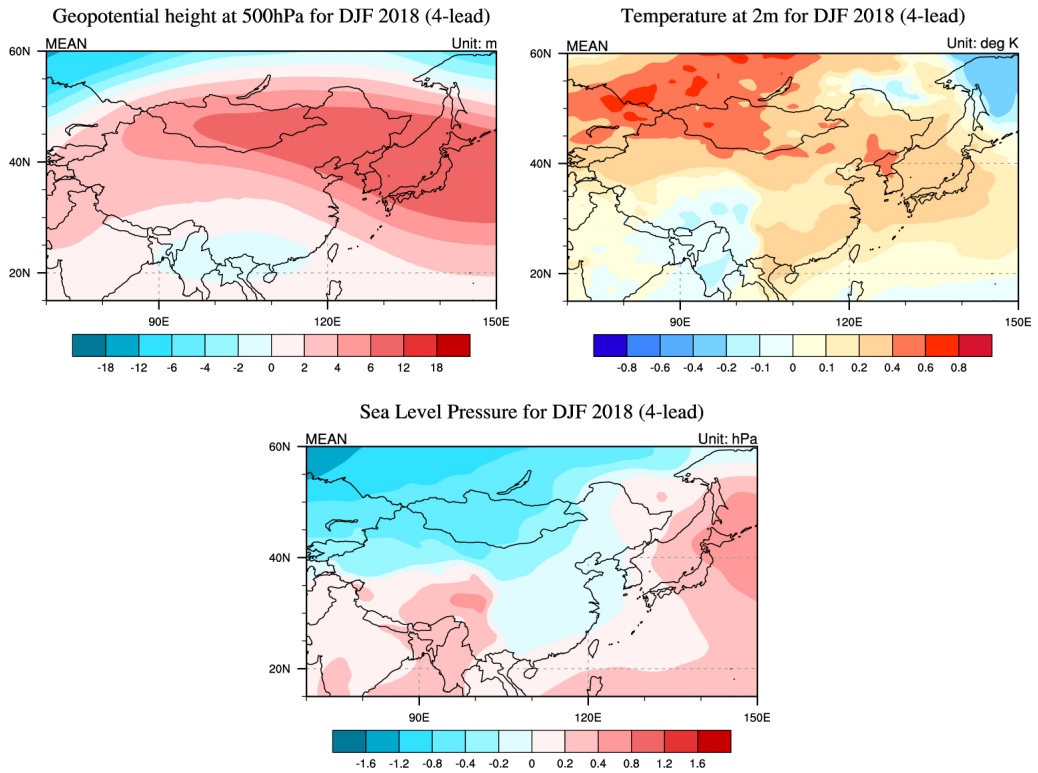 Geopotential height at 500hPa for DJF 2018 (4-lead)
MEAN Unit: m
60N
40N
20N
90E 120E 150E
-18 -12 -6 -4 -2 0 2 4 6 12 18
Temperature at 2m for DJF 2018 (4-lead)
MEAN Unit: deg K
60N
40N
20N
90E 120E 150E
-0.8 -0.6 -0.4 -0.2 -0.1 0 0.1 0.2 0.4 0.6 0.8
Sea Level Pressure for DJF 2018 (4-lead)
MEAN Unit: hPa
60N
40N
20N
90E 120E 150E
-1.6 -1.2 -0.8 -0.4 -0.2 0 0.2 0.4 0.8 1.2 1.6